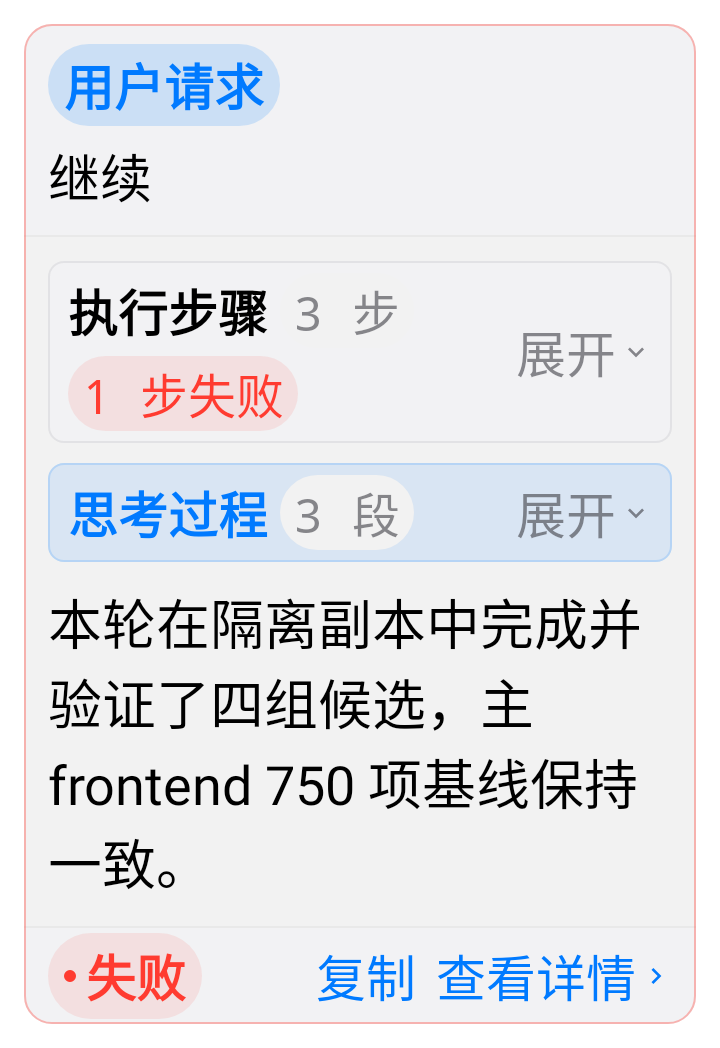 用户请求
继续
执行步骤 3 步
1 步失败
展开
思考过程 3 段 展开
本轮在隔离副本中完成并
验证了四组候选，主
frontend 750 项基线保持
一致。
失败 复制 查看详情